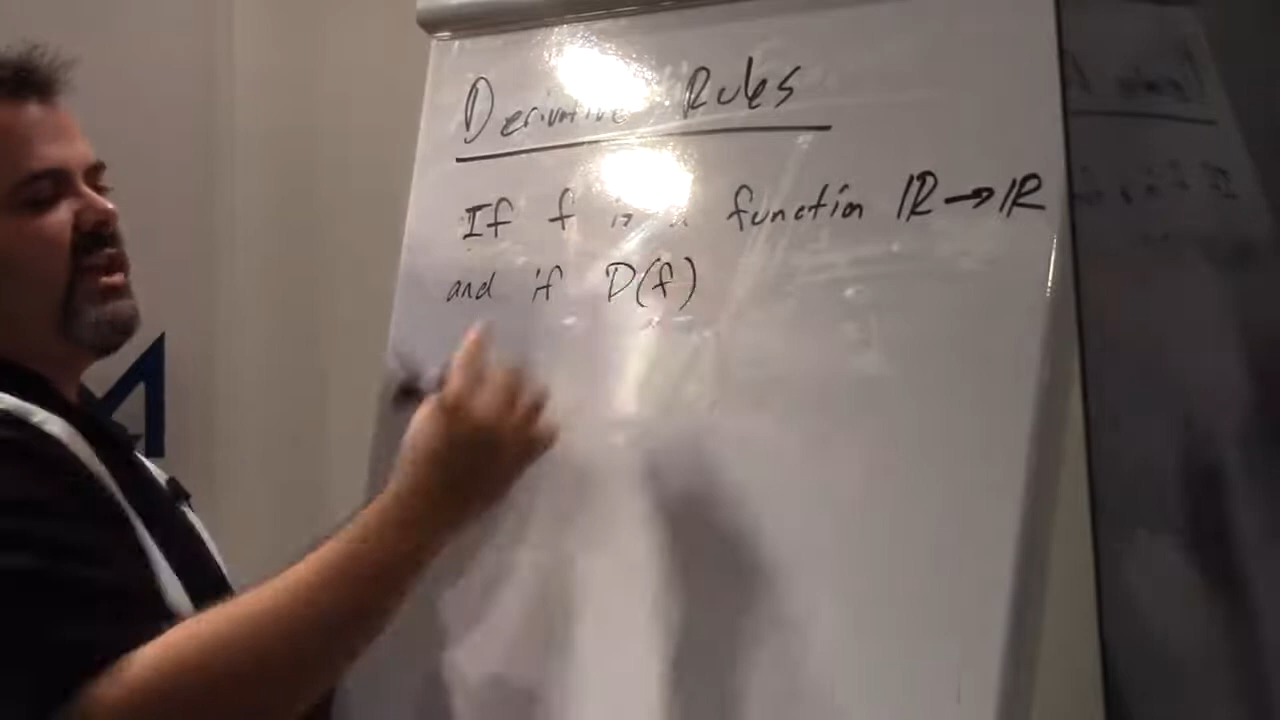 Derivative Rules
If f is a function ℝ → ℝ
and if D(f)